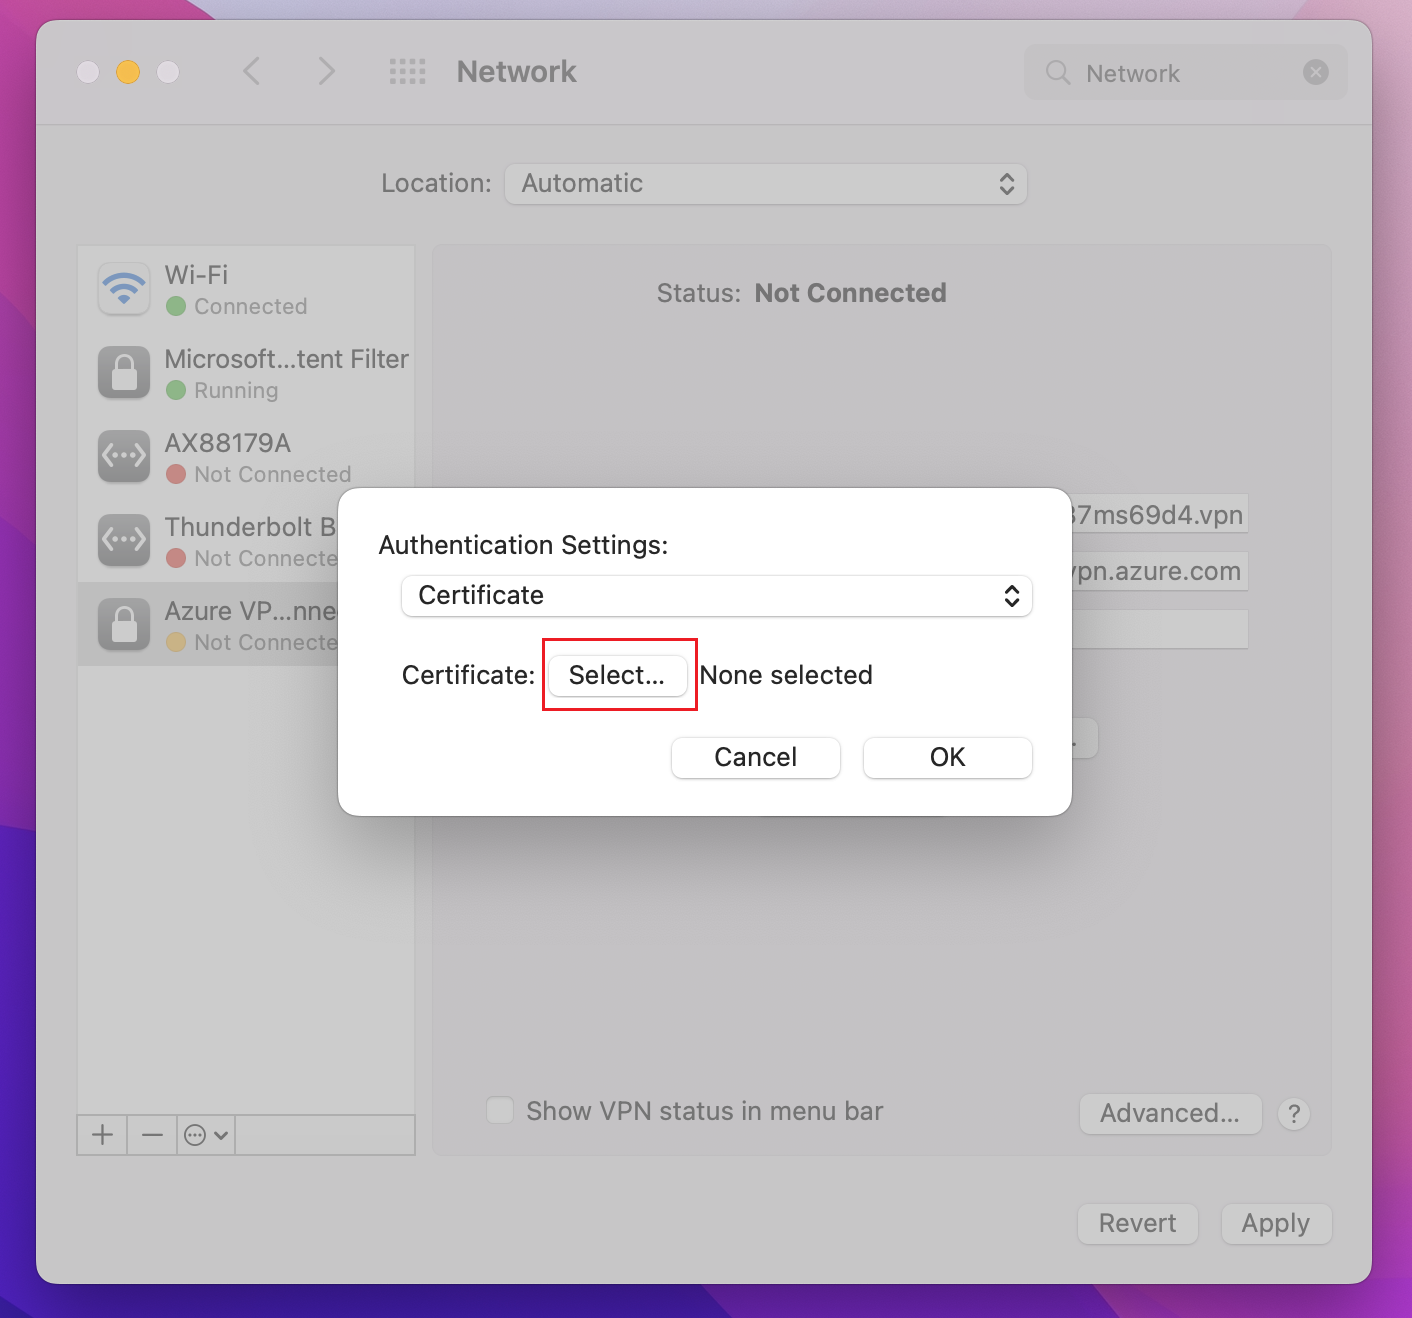 Network
Network
Location: Automatic
Wi-Fi
Connected
Microsoft...tent Filter
Running
AX88179A
Not Connected
Thunderbolt B
Not Connecte
Azure VP...nne
Not Connecte
Status: Not Connected
37ms69d4.vpn
vpn.azure.com
Authentication Settings:
Certificate
Certificate: Select... None selected
Cancel OK
Show VPN status in menu bar
Advanced... ?
Revert Apply